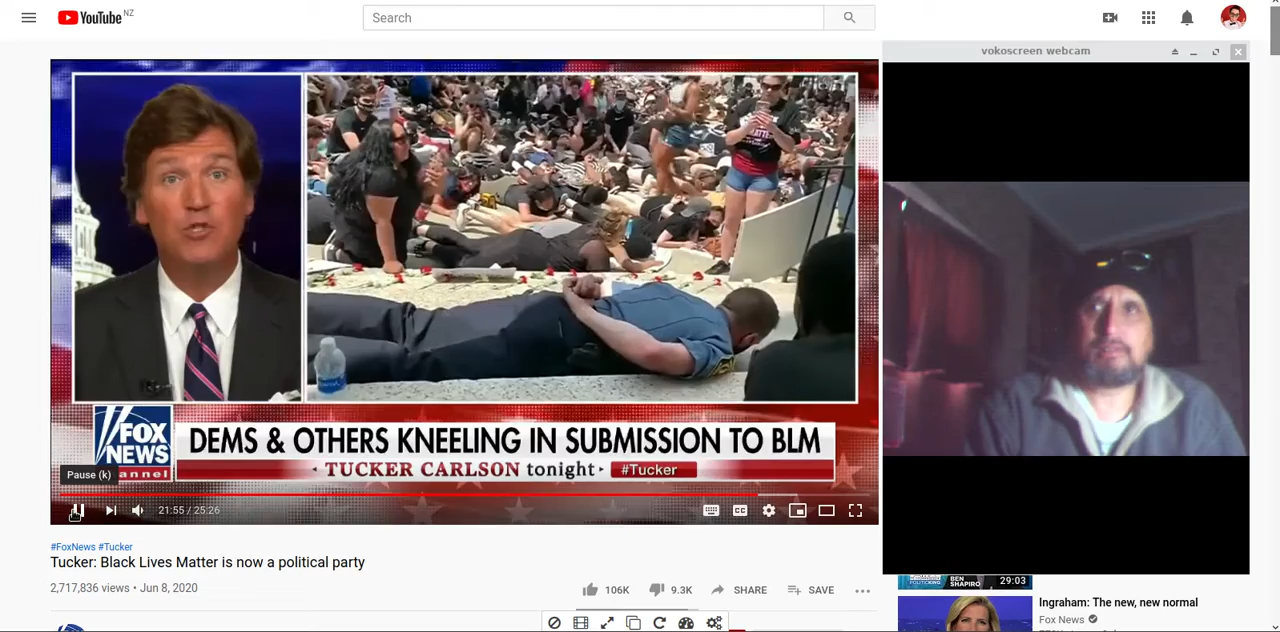 YouTube NZ
Search
vokoscreen webcam
DEMS & OTHERS KNEELING IN SUBMISSION TO BLM
FOX
NEWS
annel
TUCKER CARLSON tonight
#Tucker
Pause (k)
21:55 / 25:26
CC
#FoxNews #Tucker
Tucker: Black Lives Matter is now a political party
2,717,836 views • Jun 8, 2020
106K
9.3K
SHARE
SAVE
BEN
SHAPIRO
29:03
Ingraham: The new, new normal
Fox News